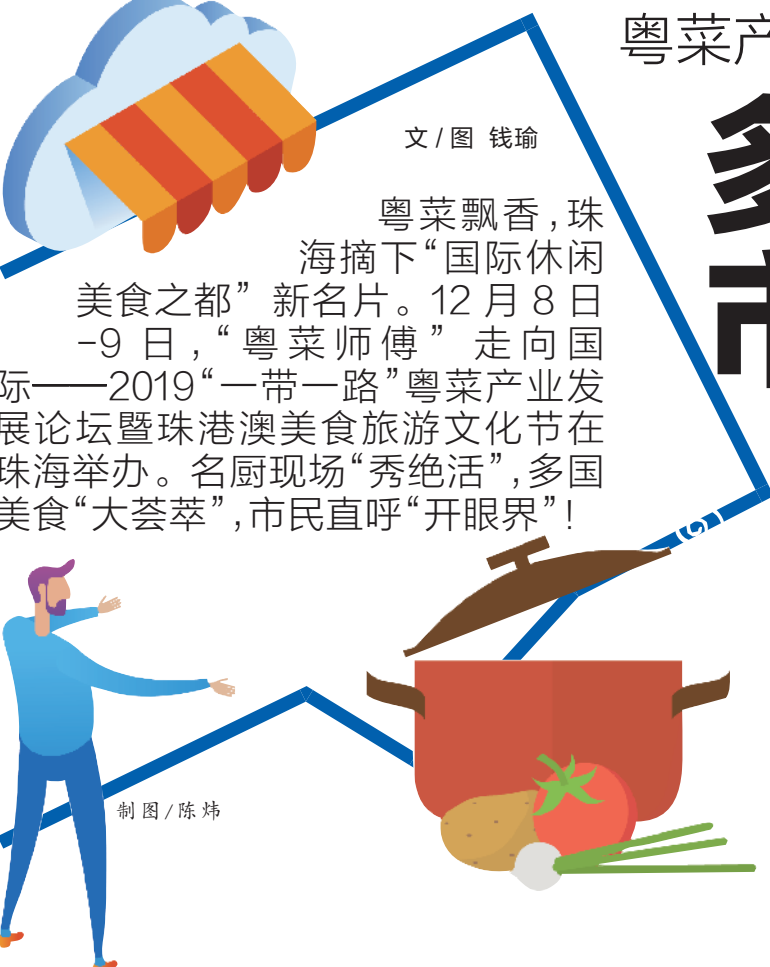 粤菜产
多
市
文/图 钱瑜
粤菜飘香,珠
海摘下“国际休闲
美食之都”新名片。12月8日
-9日,“粤菜师傅”走向国
际——2019“一带一路”粤菜产业发
展论坛暨珠港澳美食旅游文化节在
珠海举办。名厨现场“秀绝活”,多国
美食“大荟萃”,市民直呼“开眼界”!
制图/陈炜